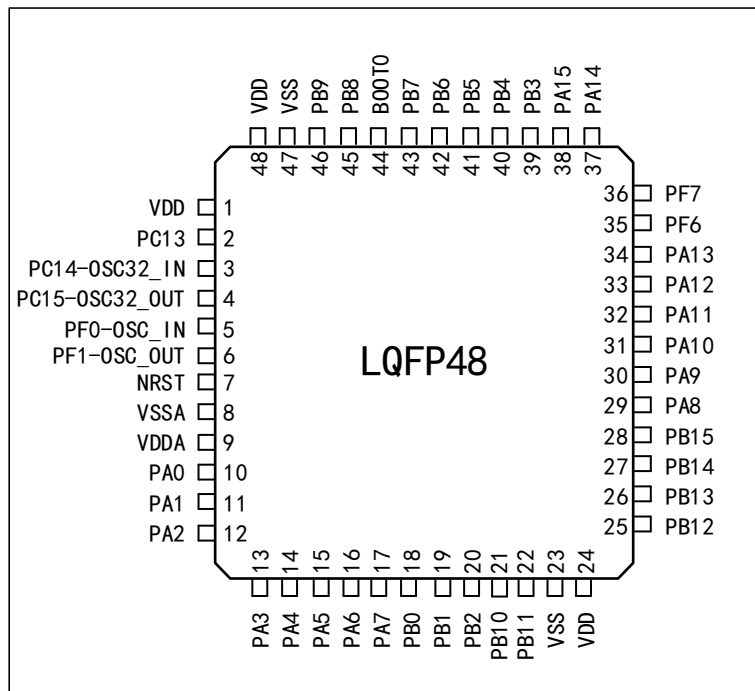 VDD
VSS
PB9
PB8
BOOT0
PB7
PB6
PB5
PB4
PB3
PA15
PA14
48
47
46
45
44
43
42
41
40
39
38
37
VDD 1
PC13 2
PC14-OSC32_IN 3
PC15-OSC32_OUT 4
PF0-OSC_IN 5
PF1-OSC_OUT 6
NRST 7
VSSA 8
VDDA 9
PA0 10
PA1 11
PA2 12
LQFP48
36 PF7
35 PF6
34 PA13
33 PA12
32 PA11
31 PA10
30 PA9
29 PA8
28 PB15
27 PB14
26 PB13
25 PB12
13
14
15
16
17
18
19
20
21
22
23
24
PA3
PA4
PA5
PA6
PA7
PB0
PB1
PB2
PB10
PB11
VSS
VDD